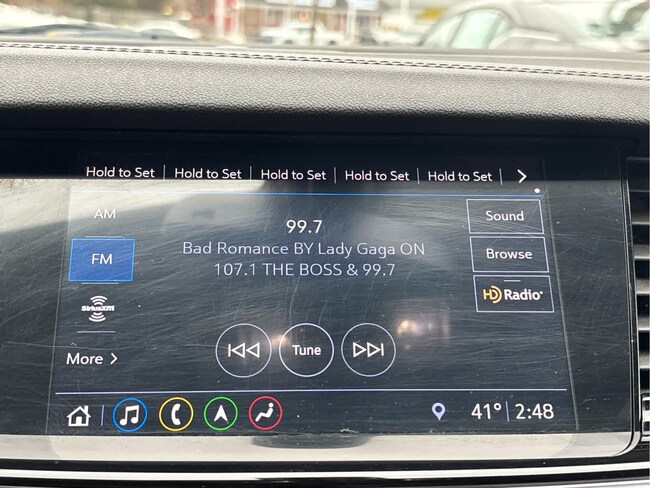 Hold to Set Hold to Set Hold to Set Hold to Set Hold to Set
AM
FM
SiriusXM
More
99.7
Bad Romance BY Lady Gaga ON
107.1 THE BOSS & 99.7
Tune
Sound
Browse
HD Radio
41° 2:48